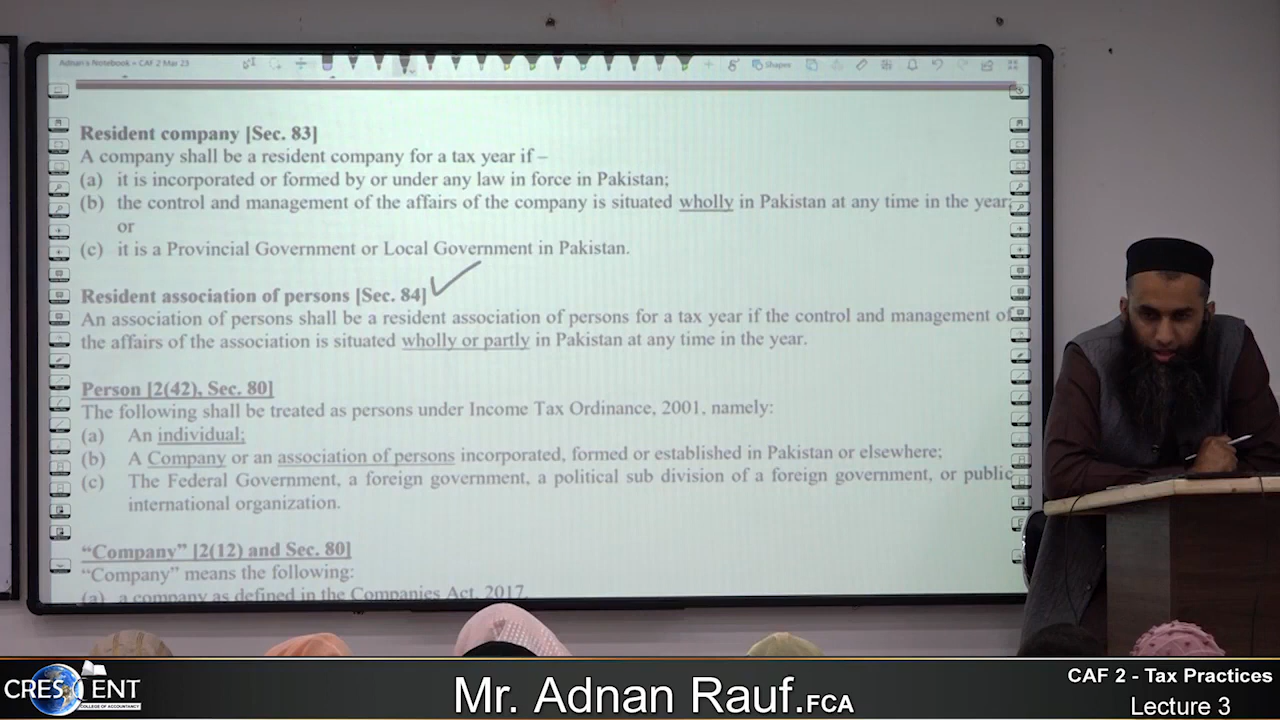 Adnan's Notebook » CAF 2 Mar 23
Shapes
Resident company [Sec. 83]
A company shall be a resident company for a tax year if –
(a) it is incorporated or formed by or under any law in force in Pakistan;
(b) the control and management of the affairs of the company is situated wholly in Pakistan at any time in the year;
or
(c) it is a Provincial Government or Local Government in Pakistan.
Resident association of persons [Sec. 84]
An association of persons shall be a resident association of persons for a tax year if the control and management of
the affairs of the association is situated wholly or partly in Pakistan at any time in the year.
Person [2(42), Sec. 80]
The following shall be treated as persons under Income Tax Ordinance, 2001, namely:
(a) An individual;
(b) A Company or an association of persons incorporated, formed or established in Pakistan or elsewhere;
(c) The Federal Government, a foreign government, a political sub division of a foreign government, or public
international organization.
“Company” [2(12) and Sec. 80]
“Company” means the following:
(a) a company as defined in the Companies Act, 2017.
CRESCENT
COLLEGE OF ACCOUNTANCY
Mr. Adnan Rauf.FCA
CAF 2 - Tax Practices
Lecture 3